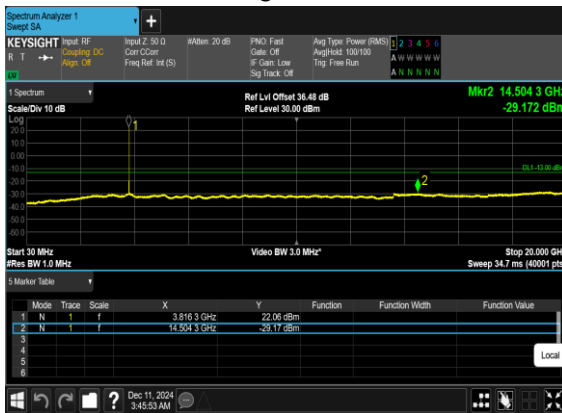 Spectrum Analyzer 1
Swept SA
KEYSIGHT Input: RF Input Z: 50 Ω #Atten: 20 dB PNO: Fast Avg Type: Power (RMS) 1 2 3 4 5 6
R T Coupling: DC Corr CCorr Gate: Off Avg|Hold: 100/100 A W W W W W
Align: Off Freq Ref: Int (S) IF Gain: Low Trig: Free Run
Sig Track: Off A N N N N N
1 Spectrum Ref Lvl Offset 36.48 dB Mkr2 14.504 3 GHz
Scale/Div 10 dB Ref Level 30.00 dBm -29.172 dBm
Log
1
20.0
10.0
0.00
-10.0
DL1 -13.00 dBm
-20.0
2
-30.0
-40.0
-50.0
-60.0
Start 30 MHz Video BW 3.0 MHz* Stop 20.000 GHz
#Res BW 1.0 MHz Sweep 34.7 ms (40001 pts)
5 Marker Table
Mode Trace Scale X Y Function Function Width Function Value
1 N 1 f 3.816 3 GHz 22.06 dBm
2 N 1 f 14.504 3 GHz -29.17 dBm
3
4
5
6
Local
? Dec 11, 2024
3:45:53 AM